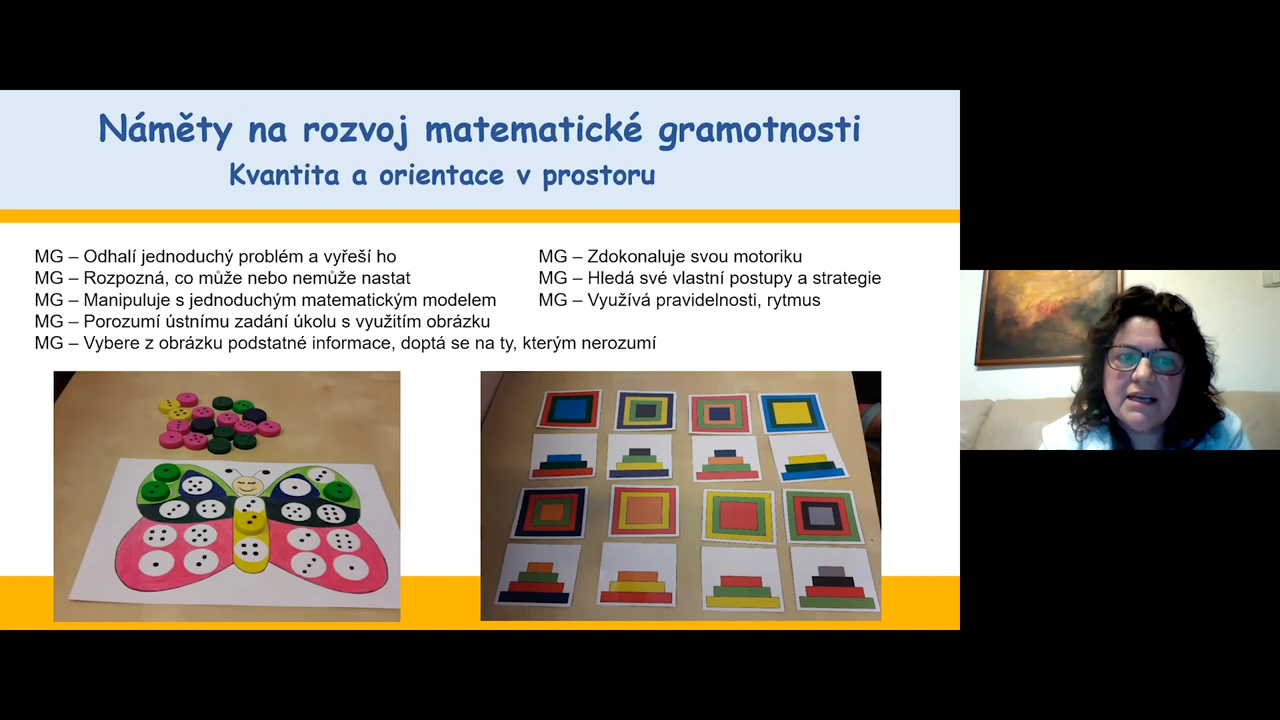 Náměty na rozvoj matematické gramotnosti
Kvantita a orientace v prostoru
MG – Odhalí jednoduchý problém a vyřeší ho
MG – Rozpozná, co může nebo nemůže nastat
MG – Manipuluje s jednoduchým matematickým modelem
MG – Porozumí ústnímu zadání úkolu s využitím obrázku
MG – Vybere z obrázku podstatné informace, doptá se na ty, kterým nerozumí
MG – Zdokonaluje svou motoriku
MG – Hledá své vlastní postupy a strategie
MG – Využívá pravidelnosti, rytmus